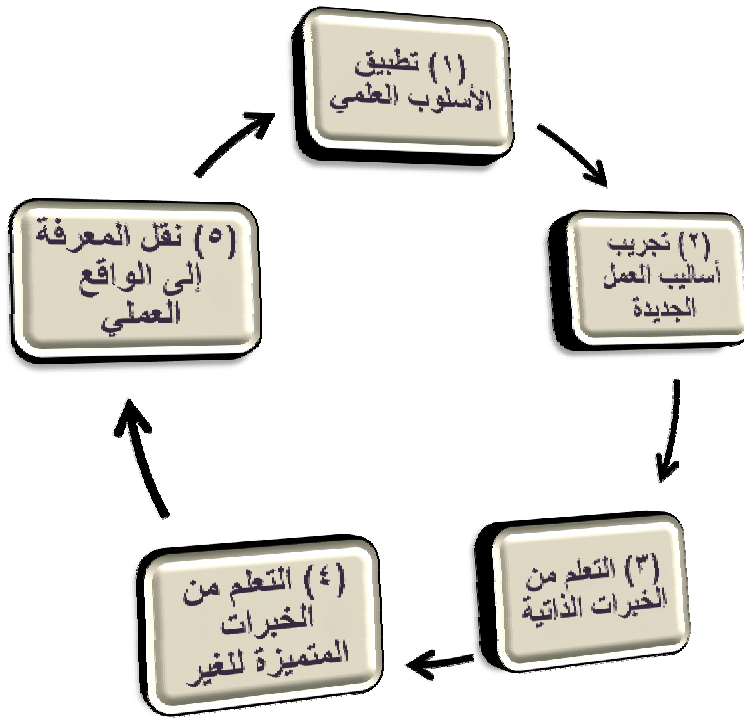 (١) تطبيق
الأسلوب العلمي
(٢) تجريب
أساليب العمل
الجديدة
(٣) التعلم من
الخبرات الذاتية
(٤) التعلم من
الخبرات
المتميزة للغير
(٥) نقل المعرفة
إلى الواقع
العملي